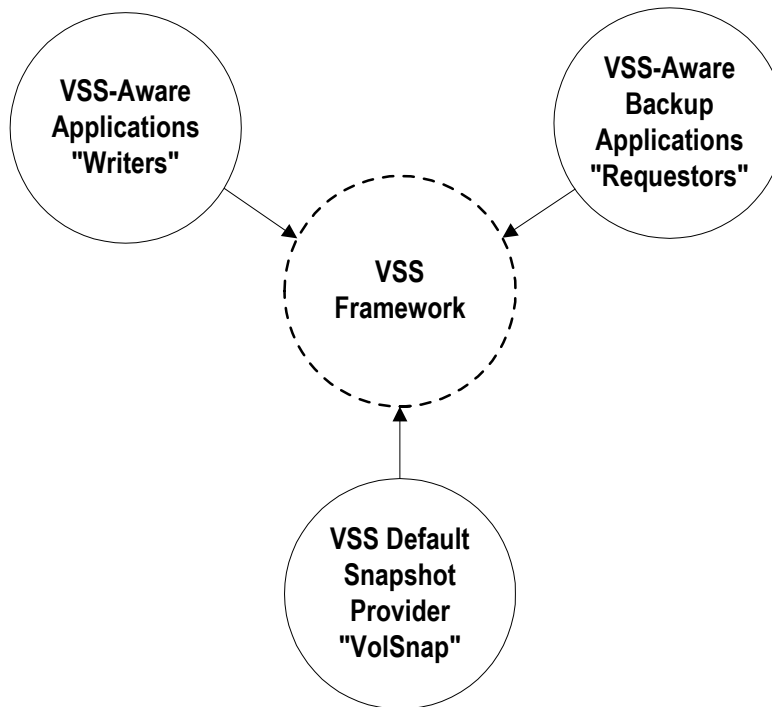 VSS-Aware
Applications
"Writers"
VSS-Aware
Backup
Applications
"Requestors"
VSS
Framework
VSS Default
Snapshot
Provider
"VolSnap"